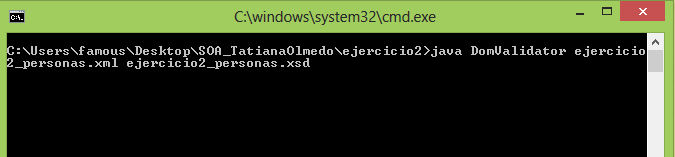 C:\windows\system32\cmd.exe
C:\Users\famous\Desktop\SOA_TatianaOlmedo\ejercicio2>java DomValidator ejercicio
2_personas.xml ejercicio2_personas.xsd